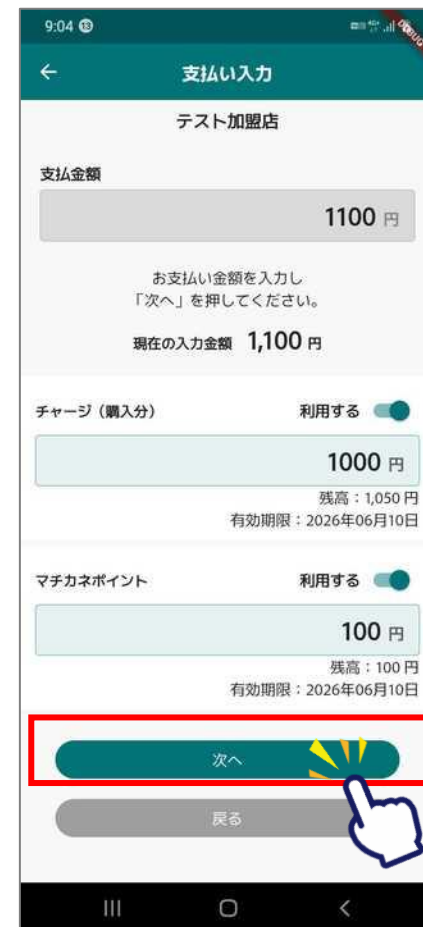 9:04 ⑬
DEBUG
支払い入力
テスト加盟店
支払金額
1100 円
お支払い金額を入力し
「次へ」を押してください。
現在の入力金額 1,100 円
チャージ（購入分） 利用する
1000 円
残高：1,050 円
有効期限：2026年06月10日
マチカネポイント 利用する
100 円
残高：100 円
有効期限：2026年06月10日
次へ
戻る